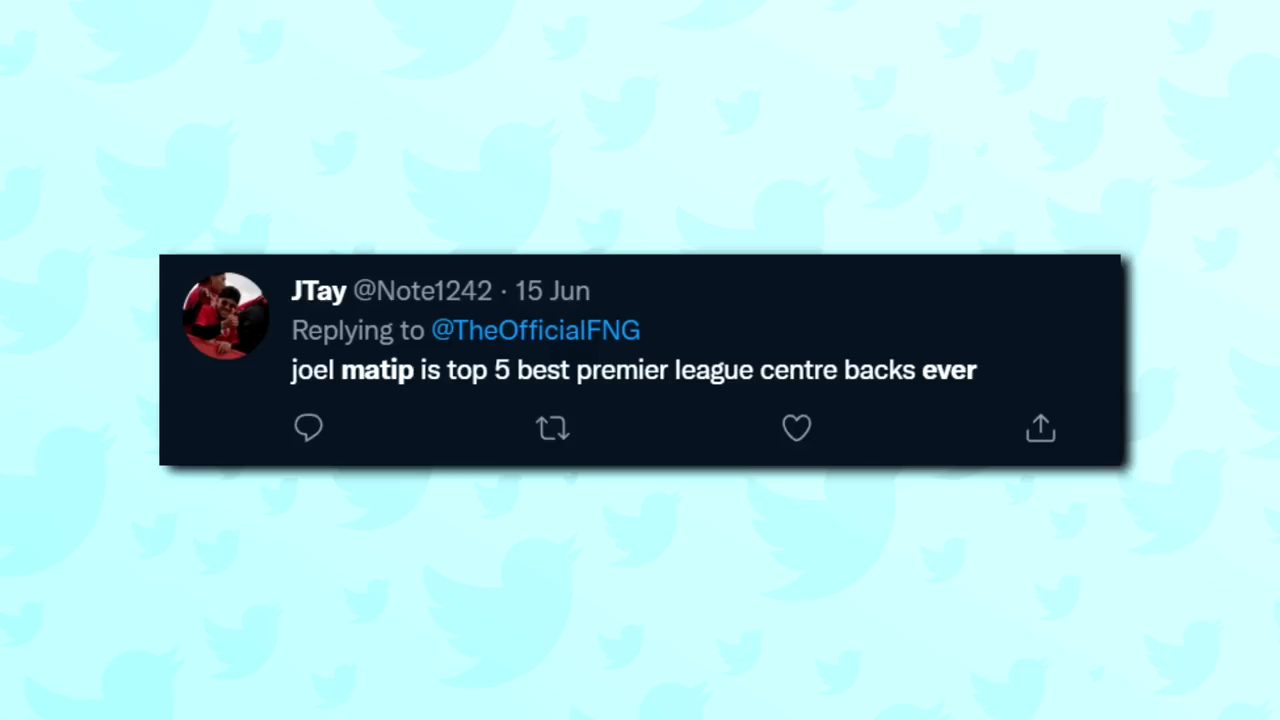 JTay @Note1242 · 15 Jun
Replying to @TheOfficialFNG
joel matip is top 5 best premier league centre backs ever